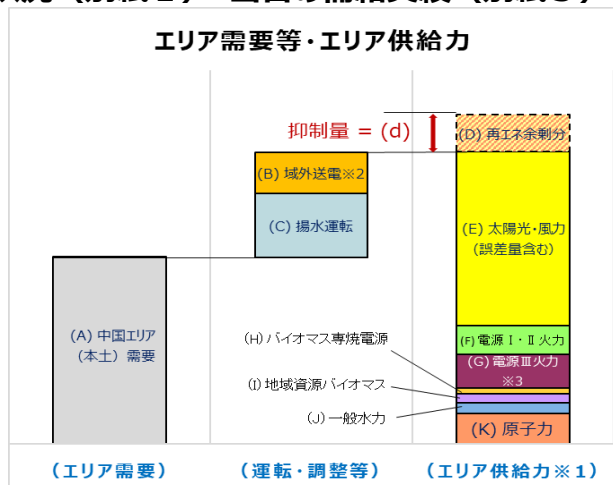 エリア需要等・エリア供給力
抑制量 = (d)
(D) 再エネ余剰分
(B) 域外送電※2
(C) 揚水運転
(E) 太陽光・風力
(誤差量含む)
(A) 中国エリア
(本土) 需要
(F) 電源Ⅰ・Ⅱ火力
(G) 電源Ⅲ火力
※3
(H) バイオマス専焼電源
(I) 地域資源バイオマス
(J) 一般水力
(K) 原子力
(エリア需要)
(運転・調整等)
(エリア供給力※1)